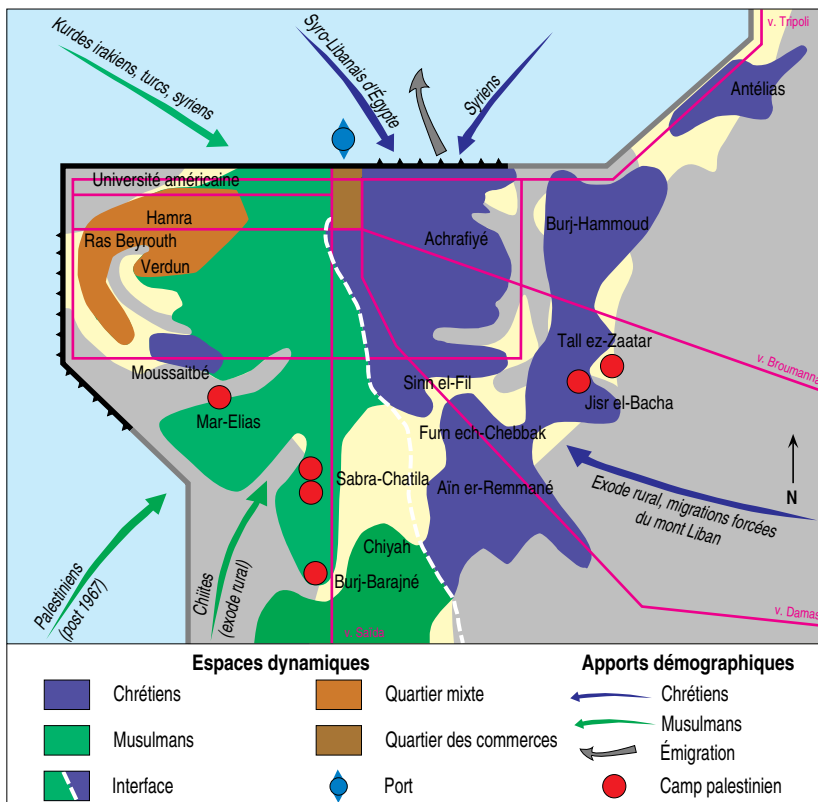 v. Tripoli
Kurdes irakiens, turcs, syriens
Syro-Libanais
d'Égypte
Syriens
Antélias
Université américaine
Hamra
Ras Beyrouth
Verdun
Achrafiyé
Burj-Hammoud
Tall ez-Zaatar
v. Broumanna
Moussaïtbé
Sinn el-Fil
Jisr el-Bacha
Mar-Elias
Furn ech-Chebbak
Sabra-Chatila
Aïn er-Remmané
Exode rural, migrations forcées
du mont Liban
N
Chiyah
Burj-Barajné
Palestiniens
(post 1967)
Chiites
(exode rural)
v. Saïda
v. Damas
Espaces dynamiques
Apports démographiques
Chrétiens
Quartier mixte
Chrétiens
Musulmans
Musulmans
Quartier des commerces
Émigration
Interface
Port
Camp palestinien